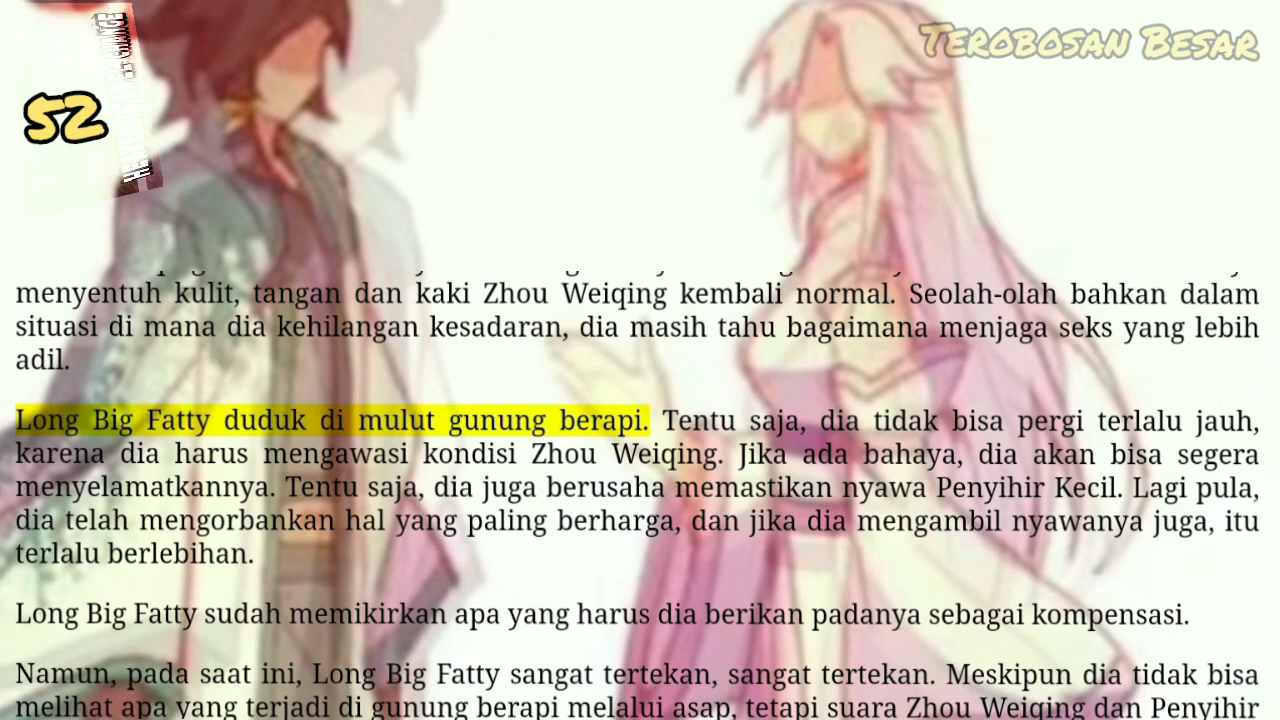 Terobosan Besar
52
menyentuh kulit, tangan dan kaki Zhou Weiqing kembali normal. Seolah-olah bahkan dalam
situasi di mana dia kehilangan kesadaran, dia masih tahu bagaimana menjaga seks yang lebih
adil.
Long Big Fatty duduk di mulut gunung berapi. Tentu saja, dia tidak bisa pergi terlalu jauh,
karena dia harus mengawasi kondisi Zhou Weiqing. Jika ada bahaya, dia akan bisa segera
menyelamatkannya. Tentu saja, dia juga berusaha memastikan nyawa Penyihir Kecil. Lagi pula,
dia telah mengorbankan hal yang paling berharga, dan jika dia mengambil nyawanya juga, itu
terlalu berlebihan.
Long Big Fatty sudah memikirkan apa yang harus dia berikan padanya sebagai kompensasi.
Namun, pada saat ini, Long Big Fatty sangat tertekan, sangat tertekan. Meskipun dia tidak bisa
melihat apa yang terjadi di gunung berapi melalui asap, tetapi suara Zhou Weiqing dan Penyihir